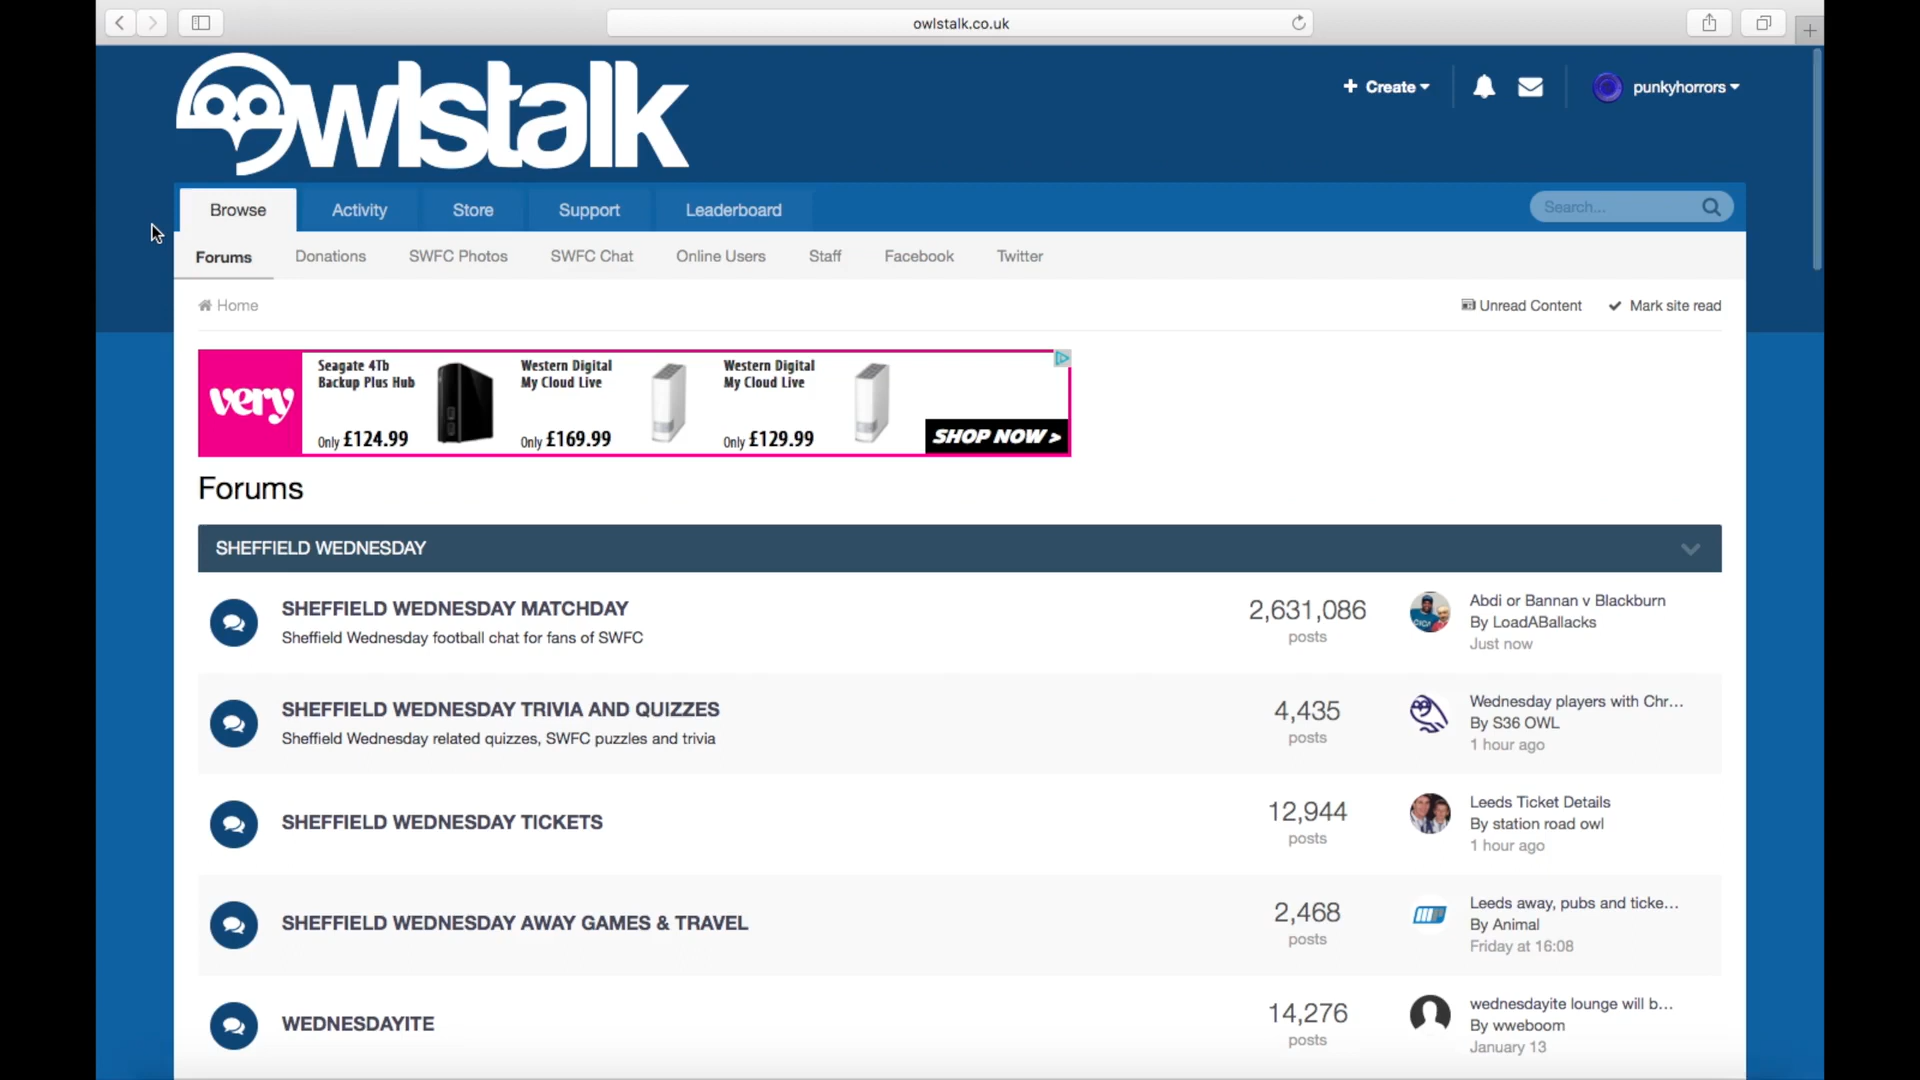 owlstalk.co.uk
owlstalk
+ Create
punkyhorrors
Browse
Activity
Store
Support
Leaderboard
Search...
Forums
Donations
SWFC Photos
SWFC Chat
Online Users
Staff
Facebook
Twitter
Home
Unread Content
Mark site read
very
Seagate 4Tb
Backup Plus Hub
Only £124.99
Western Digital
My Cloud Live
Only £169.99
Western Digital
My Cloud Live
Only £129.99
SHOP NOW >
Forums
SHEFFIELD WEDNESDAY
SHEFFIELD WEDNESDAY MATCHDAY
Sheffield Wednesday football chat for fans of SWFC
2,631,086
posts
Abdi or Bannan v Blackburn
By LoadABallacks
Just now
SHEFFIELD WEDNESDAY TRIVIA AND QUIZZES
Sheffield Wednesday related quizzes, SWFC puzzles and trivia
4,435
posts
Wednesday players with Chr...
By S36 OWL
1 hour ago
SHEFFIELD WEDNESDAY TICKETS
12,944
posts
Leeds Ticket Details
By station road owl
1 hour ago
SHEFFIELD WEDNESDAY AWAY GAMES & TRAVEL
2,468
posts
Leeds away, pubs and ticke...
By Animal
Friday at 16:08
WEDNESDAYITE
14,276
posts
wednesdayite lounge will b...
By wweboom
January 13